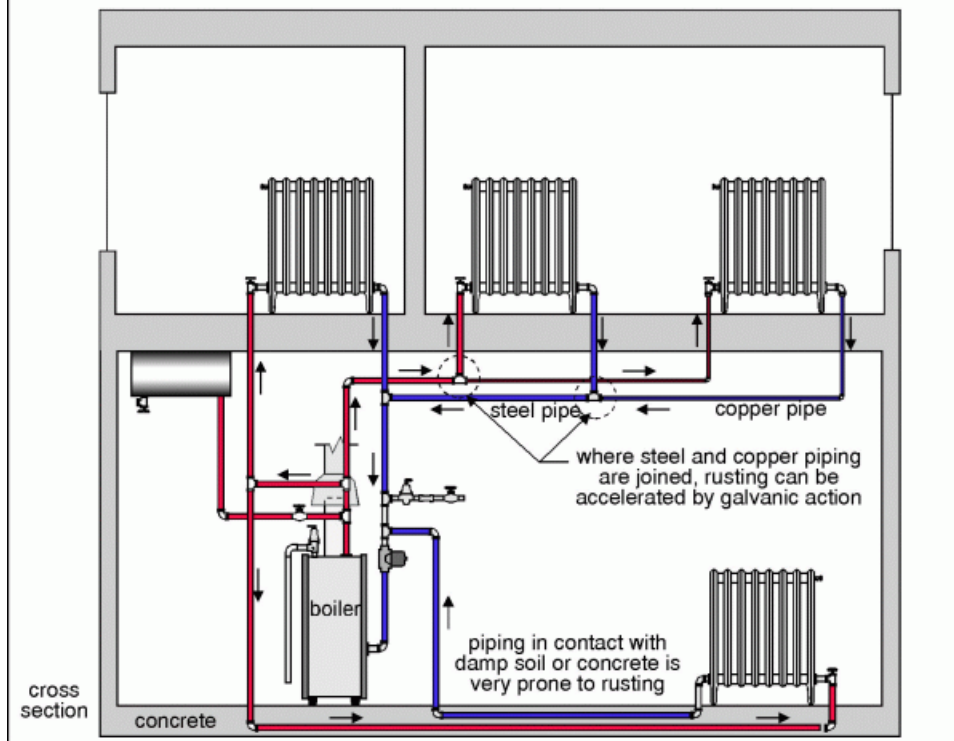 steel pipe
copper pipe
where steel and copper piping
are joined, rusting can be
accelerated by galvanic action
boiler
piping in contact with
damp soil or concrete is
very prone to rusting
cross
section
concrete